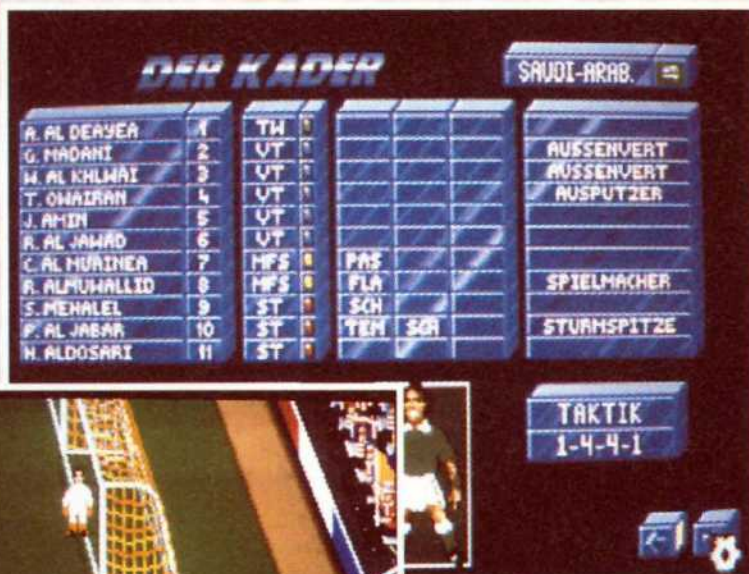 DER KADER
SAUDI-ARAB.
A. AL DEAYEA 1 TW
G. MADANI 2 VT AUSSENVERT
W. AL KHLWAI 3 VT AUSSENVERT
T. OWAIRAN 4 VT AUSPUTZER
J. AMIN 5 VT
R. AL JAWAD 6 VT
C. AL MURINEA 7 MFS PAS
R. ALMUWALLID 8 MFS FLA SPIELMACHER
S. MEHALEL 9 ST SCH
F. AL JABAR 10 ST TEM SCH STURMSPITZE
H. ALDOSARI 11 ST
TAKTIK
1-4-4-1